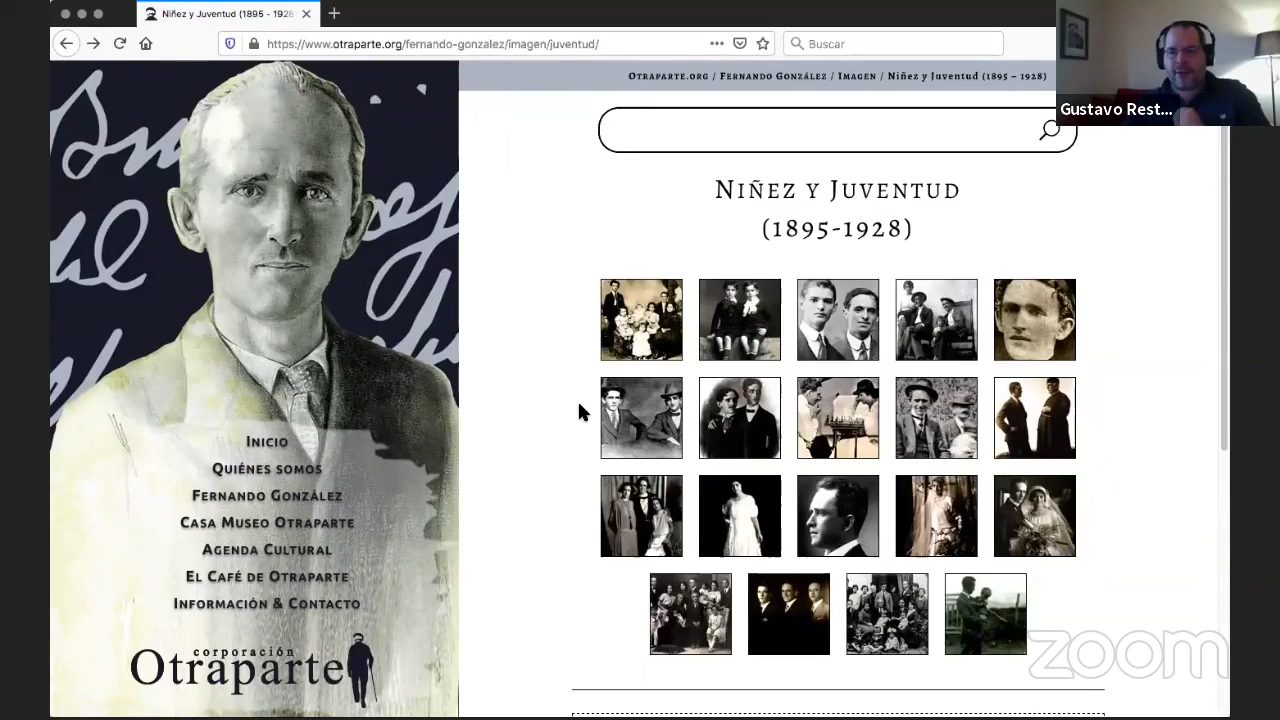 Niñez y Juventud (1895 - 1928
https://www.otraparte.org/fernando-gonzalez/imagen/juventud/
Buscar
Gustavo Rest...
Otraparte.org / Fernando González / Imagen / Niñez y Juventud (1895 – 1928)
Niñez y Juventud
(1895-1928)
Inicio
Quiénes somos
Fernando González
Casa Museo Otraparte
Agenda Cultural
El Café de Otraparte
Información & Contacto
corporación
Otraparte
zoom